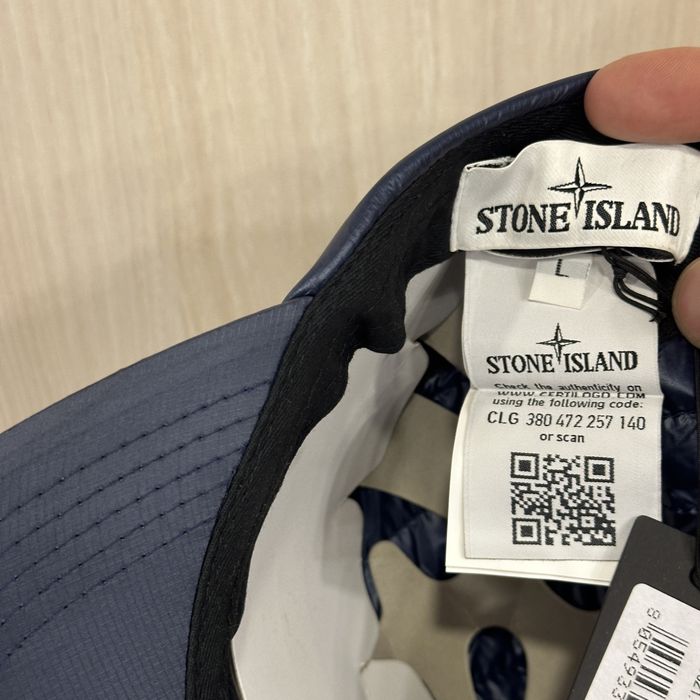 STONE ISLAND
L
STONE ISLAND
Check the authenticity on
WWW.CERTILOGO.COM
using the following code:
CLG 380 472 257 140
or scan